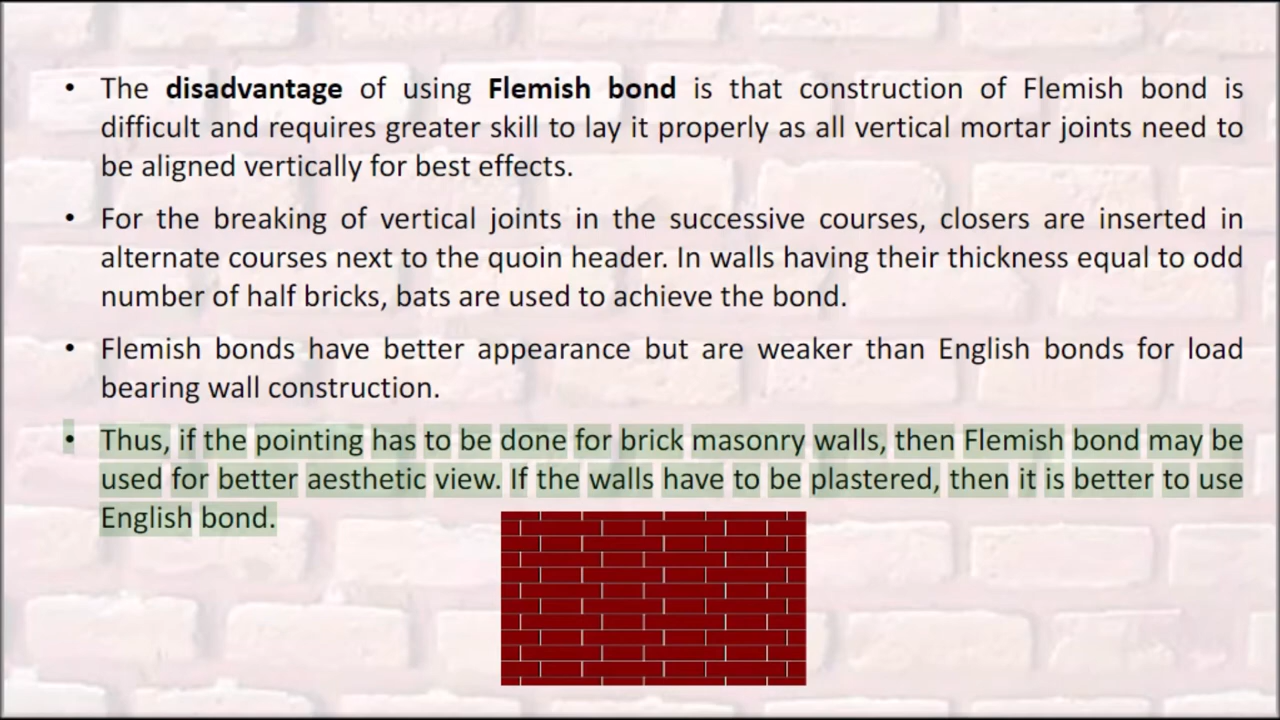 • The disadvantage of using Flemish bond is that construction of Flemish bond is
difficult and requires greater skill to lay it properly as all vertical mortar joints need to
be aligned vertically for best effects.
• For the breaking of vertical joints in the successive courses, closers are inserted in
alternate courses next to the quoin header. In walls having their thickness equal to odd
number of half bricks, bats are used to achieve the bond.
• Flemish bonds have better appearance but are weaker than English bonds for load
bearing wall construction.
• Thus, if the pointing has to be done for brick masonry walls, then Flemish bond may be
used for better aesthetic view. If the walls have to be plastered, then it is better to use
English bond.